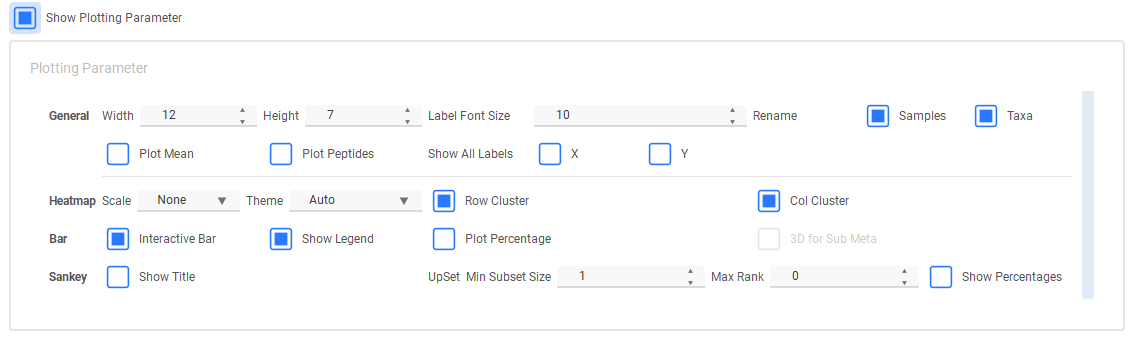 Show Plotting Parameter
Plotting Parameter
General Width 12 Height 7 Label Font Size 10 Rename Samples Taxa
Plot Mean Plot Peptides Show All Labels X Y
Heatmap Scale None Theme Auto Row Cluster Col Cluster
Bar Interactive Bar Show Legend Plot Percentage 3D for Sub Meta
Sankey Show Title UpSet Min Subset Size 1 Max Rank 0 Show Percentages